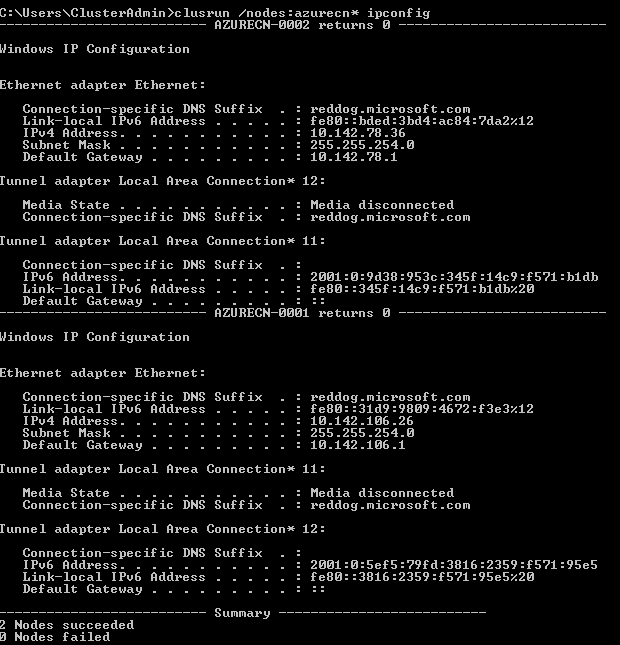 C:\Users\ClusterAdmin>clusrun /nodes:azurecn* ipconfig
-------------------------- AZURECN-0002 returns 0 --------------------------
Windows IP Configuration
Ethernet adapter Ethernet:
Connection-specific DNS Suffix  . : reddog.microsoft.com
Link-local IPv6 Address . . . . . : fe80::bded:3bd4:ac84:7da2%12
IPv4 Address. . . . . . . . . . . : 10.142.78.36
Subnet Mask . . . . . . . . . . . : 255.255.254.0
Default Gateway . . . . . . . . . : 10.142.78.1
Tunnel adapter Local Area Connection* 12:
Media State . . . . . . . . . . . : Media disconnected
Connection-specific DNS Suffix  . : reddog.microsoft.com
Tunnel adapter Local Area Connection* 11:
Connection-specific DNS Suffix  . :
IPv6 Address. . . . . . . . . . . : 2001:0:9d38:953c:345f:14c9:f571:b1db
Link-local IPv6 Address . . . . . : fe80::345f:14c9:f571:b1db%20
Default Gateway . . . . . . . . . : ::
-------------------------- AZURECN-0001 returns 0 --------------------------
Windows IP Configuration
Ethernet adapter Ethernet:
Connection-specific DNS Suffix  . : reddog.microsoft.com
Link-local IPv6 Address . . . . . : fe80::31d9:9809:4672:f3e3%12
IPv4 Address. . . . . . . . . . . : 10.142.106.26
Subnet Mask . . . . . . . . . . . : 255.255.254.0
Default Gateway . . . . . . . . . : 10.142.106.1
Tunnel adapter Local Area Connection* 11:
Media State . . . . . . . . . . . : Media disconnected
Connection-specific DNS Suffix  . : reddog.microsoft.com
Tunnel adapter Local Area Connection* 12:
Connection-specific DNS Suffix  . :
IPv6 Address. . . . . . . . . . . : 2001:0:5ef5:79fd:3816:2359:f571:95e5
Link-local IPv6 Address . . . . . : fe80::3816:2359:f571:95e5%20
Default Gateway . . . . . . . . . : ::
-------------------------- Summary --------------------------
2 Nodes succeeded
0 Nodes failed